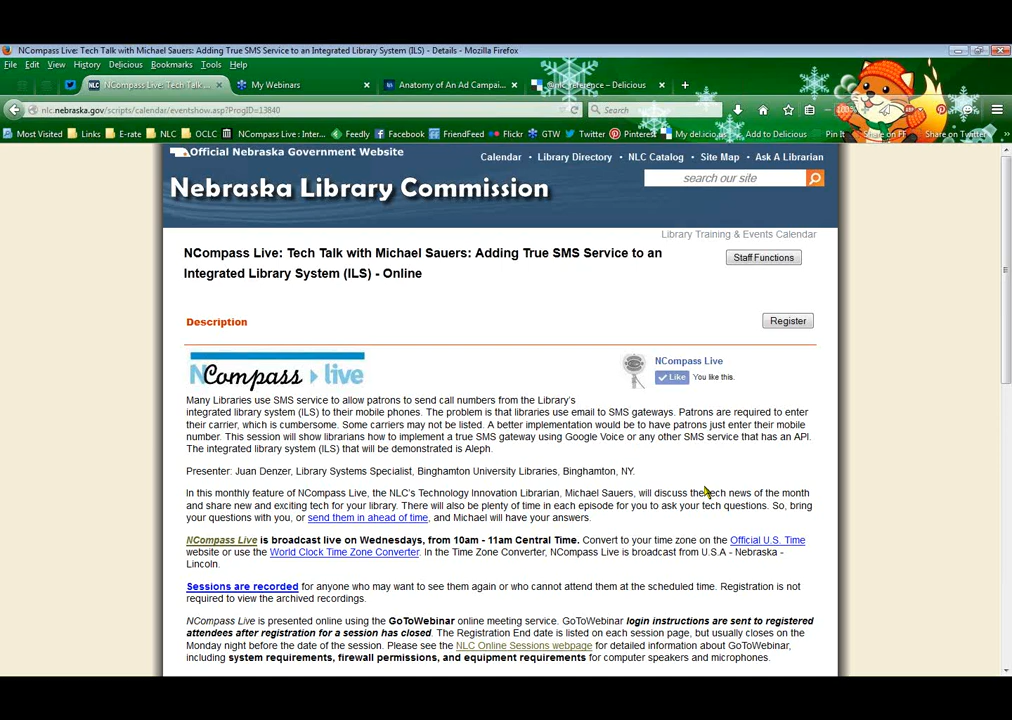 NCompass Live: Tech Talk with Michael Sauers: Adding True SMS Service to an Integrated Library System (ILS) - Details - Mozilla Firefox
File Edit View History Delicious Bookmarks Tools Help
NLC NCompass Live: Tech Talk ... × My Webinars × Anatomy of An Ad Campai... × reference – Delicious × +
nlc.nebraska.gov/scripts/calendar/eventshow.asp?ProgID=13840 Search
Most Visited Links E-rate NLC OCLC NCompass Live: Inter... Feedly Facebook FriendFeed Flickr GTW Twitter Pinterest My del.icio.us Add to Delicious Pin It Share on FF Share on Twitter
Official Nebraska Government Website
Calendar • Library Directory • NLC Catalog • Site Map • Ask A Librarian
Nebraska Library Commission
search our site
Library Training & Events Calendar
NCompass Live: Tech Talk with Michael Sauers: Adding True SMS Service to an
Integrated Library System (ILS) - Online
Staff Functions
Description
Register
NCompass live
NCompass Live
Like You like this.
Many Libraries use SMS service to allow patrons to send call numbers from the Library's
integrated library system (ILS) to their mobile phones. The problem is that libraries use email to SMS gateways. Patrons are required to enter
their carrier, which is cumbersome. Some carriers may not be listed. A better implementation would be to have patrons just enter their mobile
number. This session will show librarians how to implement a true SMS gateway using Google Voice or any other SMS service that has an API.
The integrated library system (ILS) that will be demonstrated is Aleph.
Presenter: Juan Denzer, Library Systems Specialist, Binghamton University Libraries, Binghamton, NY.
In this monthly feature of NCompass Live, the NLC's Technology Innovation Librarian, Michael Sauers, will discuss the tech news of the month
and share new and exciting tech for your library. There will also be plenty of time in each episode for you to ask your tech questions. So, bring
your questions with you, or send them in ahead of time, and Michael will have your answers.
NCompass Live is broadcast live on Wednesdays, from 10am - 11am Central Time. Convert to your time zone on the Official U.S. Time
website or use the World Clock Time Zone Converter. In the Time Zone Converter, NCompass Live is broadcast from U.S.A - Nebraska -
Lincoln.
Sessions are recorded for anyone who may want to see them again or who cannot attend them at the scheduled time. Registration is not
required to view the archived recordings.
NCompass Live is presented online using the GoToWebinar online meeting service. GoToWebinar login instructions are sent to registered
attendees after registration for a session has closed. The Registration End date is listed on each session page, but usually closes on the
Monday night before the date of the session. Please see the NLC Online Sessions webpage for detailed information about GoToWebinar,
including system requirements, firewall permissions, and equipment requirements for computer speakers and microphones.